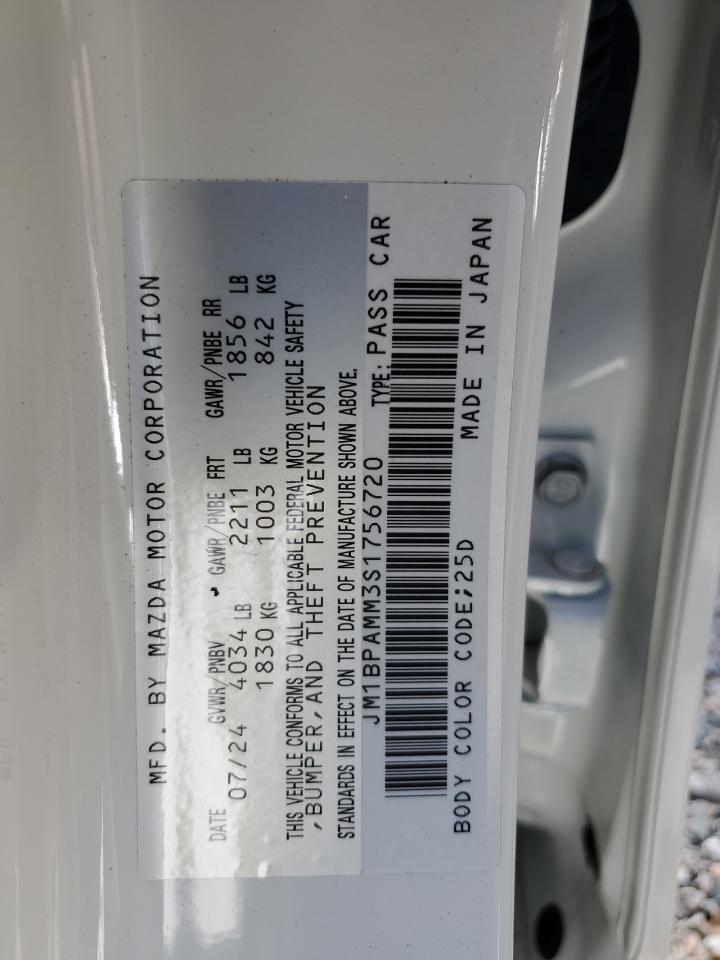 MFD. BY MAZDA MOTOR CORPORATION
DATE GVWR/PNBV GAWR/PNBE FRT GAWR/PNBE RR
07/24 4034 LB 2211 LB 1856 LB
1830 KG 1003 KG 842 KG
THIS VEHICLE CONFORMS TO ALL APPLICABLE FEDERAL MOTOR VEHICLE SAFETY
, BUMPER, AND THEFT PREVENTION
STANDARDS IN EFFECT ON THE DATE OF MANUFACTURE SHOWN ABOVE.
JM1BPAMM3S1756720 TYPE: PASS CAR
BODY COLOR CODE;25D MADE IN JAPAN